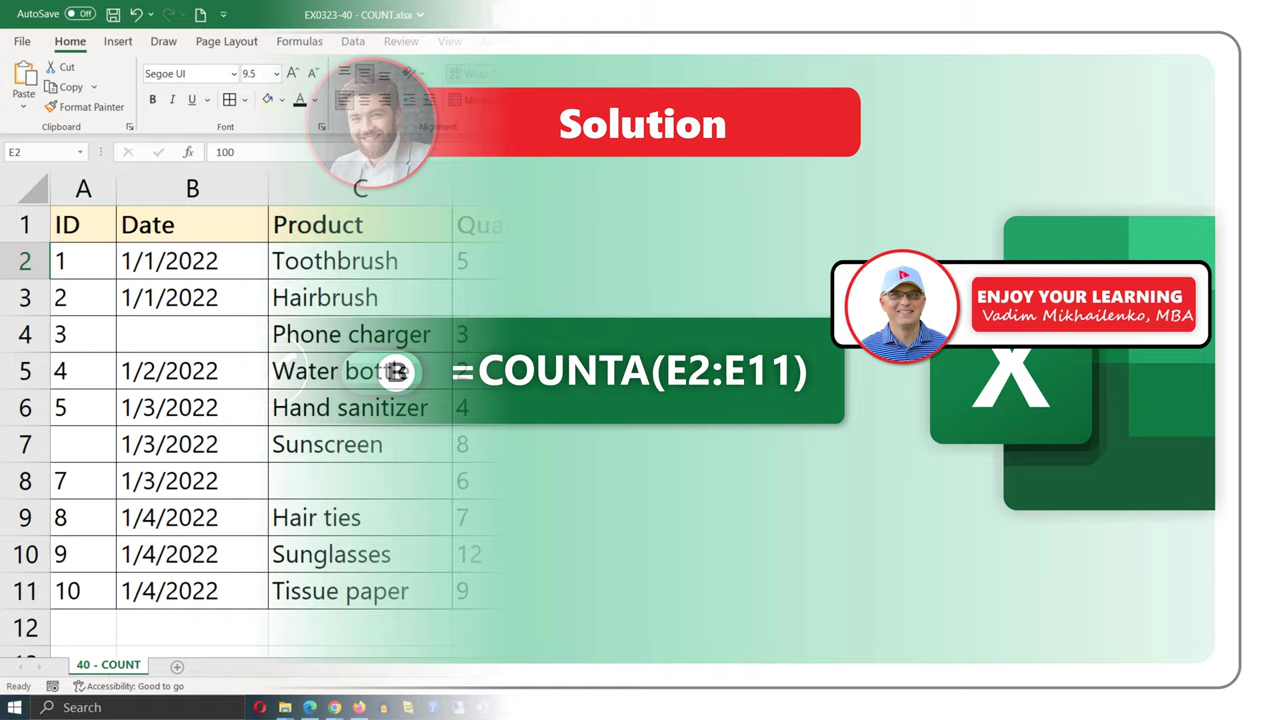 AutoSave Off EX0323-40 - COUNT.xlsx
File Home Insert Draw Page Layout Formulas Data Review View
Cut
Copy
Format Painter
Paste
Segoe UI 9.5
B I U A
Clipboard Font Alignment
Solution
E2 fx 100
A B C
1 ID Date Product Qua
2 1 1/1/2022 Toothbrush 5
3 2 1/1/2022 Hairbrush
4 3 Phone charger 3
5 4 1/2/2022 Water bottle
6 5 1/3/2022 Hand sanitizer 4
7 1/3/2022 Sunscreen 8
8 7 1/3/2022 6
9 8 1/4/2022 Hair ties 7
10 9 1/4/2022 Sunglasses 12
11 10 1/4/2022 Tissue paper 9
12
B =COUNTA(E2:E11)
ENJOY YOUR LEARNING
Vadim Mikhailenko, MBA
X
40 - COUNT
Ready Accessibility: Good to go
Search